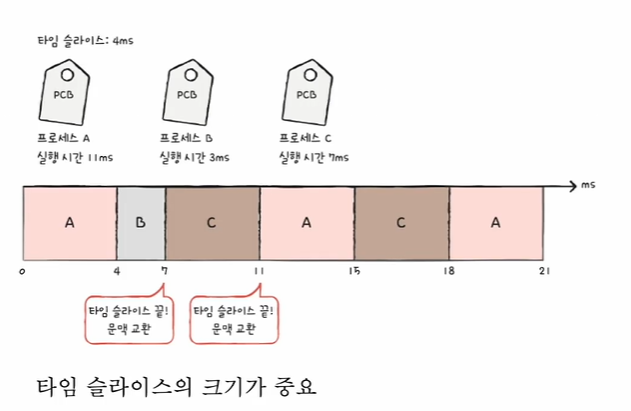 타임 슬라이스: 4ms
PCB
PCB
PCB
프로세스 A
실행 시간 11ms
프로세스 B
실행 시간 3ms
프로세스 C
실행 시간 7ms
ms
A
B
C
A
C
A
0
4
7
11
15
18
21
타임 슬라이스 끝!
문맥 교환
타임 슬라이스 끝!
문맥 교환
타임 슬라이스의 크기가 중요